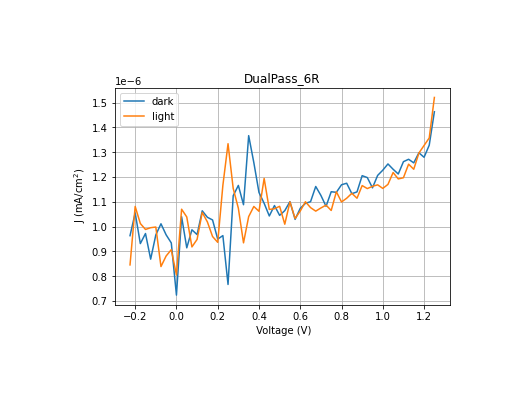 DualPass_6R
1e−6
dark
light
1.5
1.4
1.3
1.2
1.1
1.0
0.9
0.8
0.7
J (mA/cm²)
−0.2 0.0 0.2 0.4 0.6 0.8 1.0 1.2
Voltage (V)